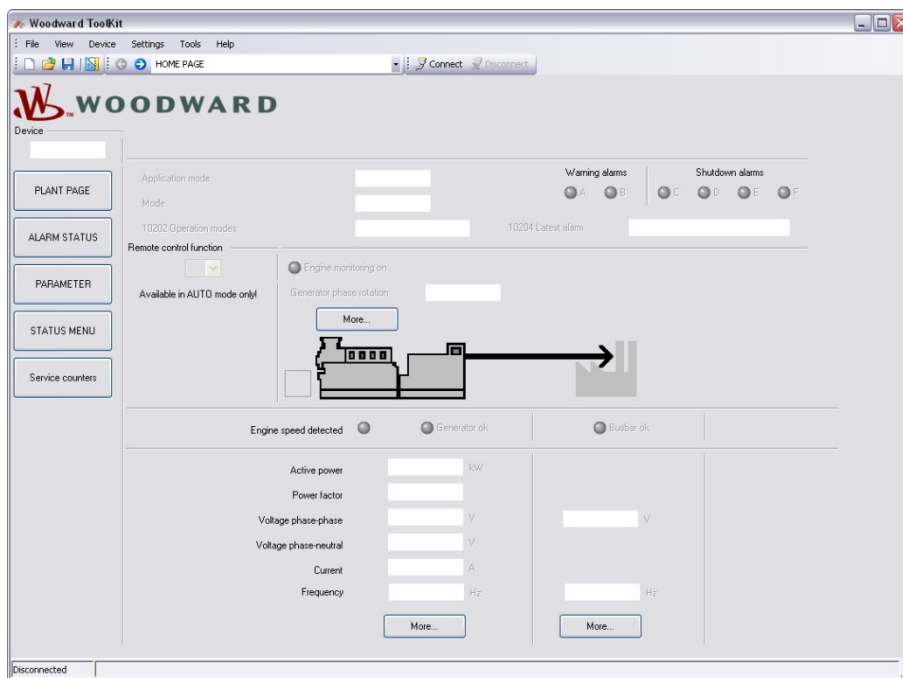 Woodward ToolKit
File View Device Settings Tools Help
HOME PAGE Connect Disconnect
W™ WOODWARD
Device
PLANT PAGE
ALARM STATUS
PARAMETER
STATUS MENU
Service counters
Application mode
Mode
10202 Operation modes
Warning alarms
A B
Shutdown alarms
C D E F
10204 Latest alarm
Remote control function
Available in AUTO mode only!
Engine monitoring on
Generator phase rotation
More...
Engine speed detected Generator ok Busbar ok
Active power kW
Power factor
Voltage phase-phase V V
Voltage phase-neutral V
Current A
Frequency Hz Hz
More... More...
Disconnected